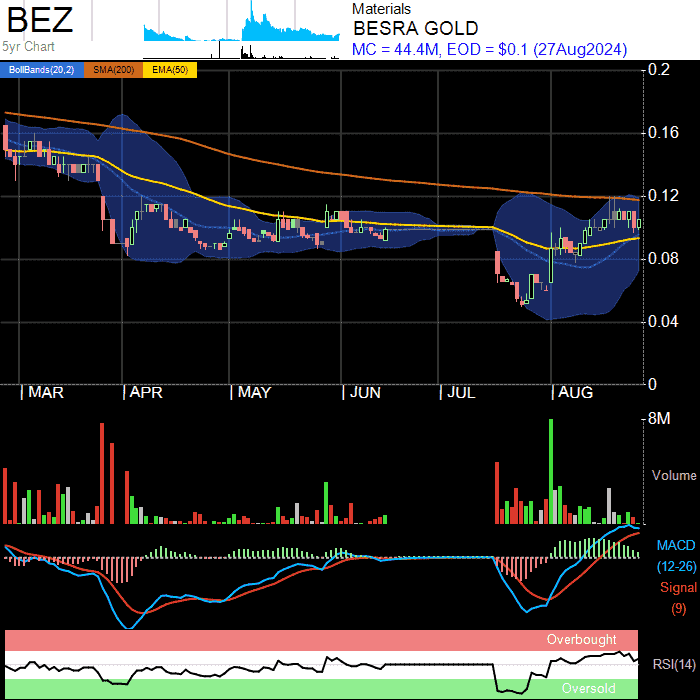 BEZ
5yr Chart
Materials
BESRA GOLD
MC = 44.4M, EOD = $0.1 (27Aug2024)
BollBands(20,2) SMA(200) EMA(50)
0.2
0.16
0.12
0.08
0.04
0
MAR APR MAY JUN JUL AUG
8M
Volume
MACD
(12-26)
Signal
(9)
Overbought
RSI(14)
Oversold